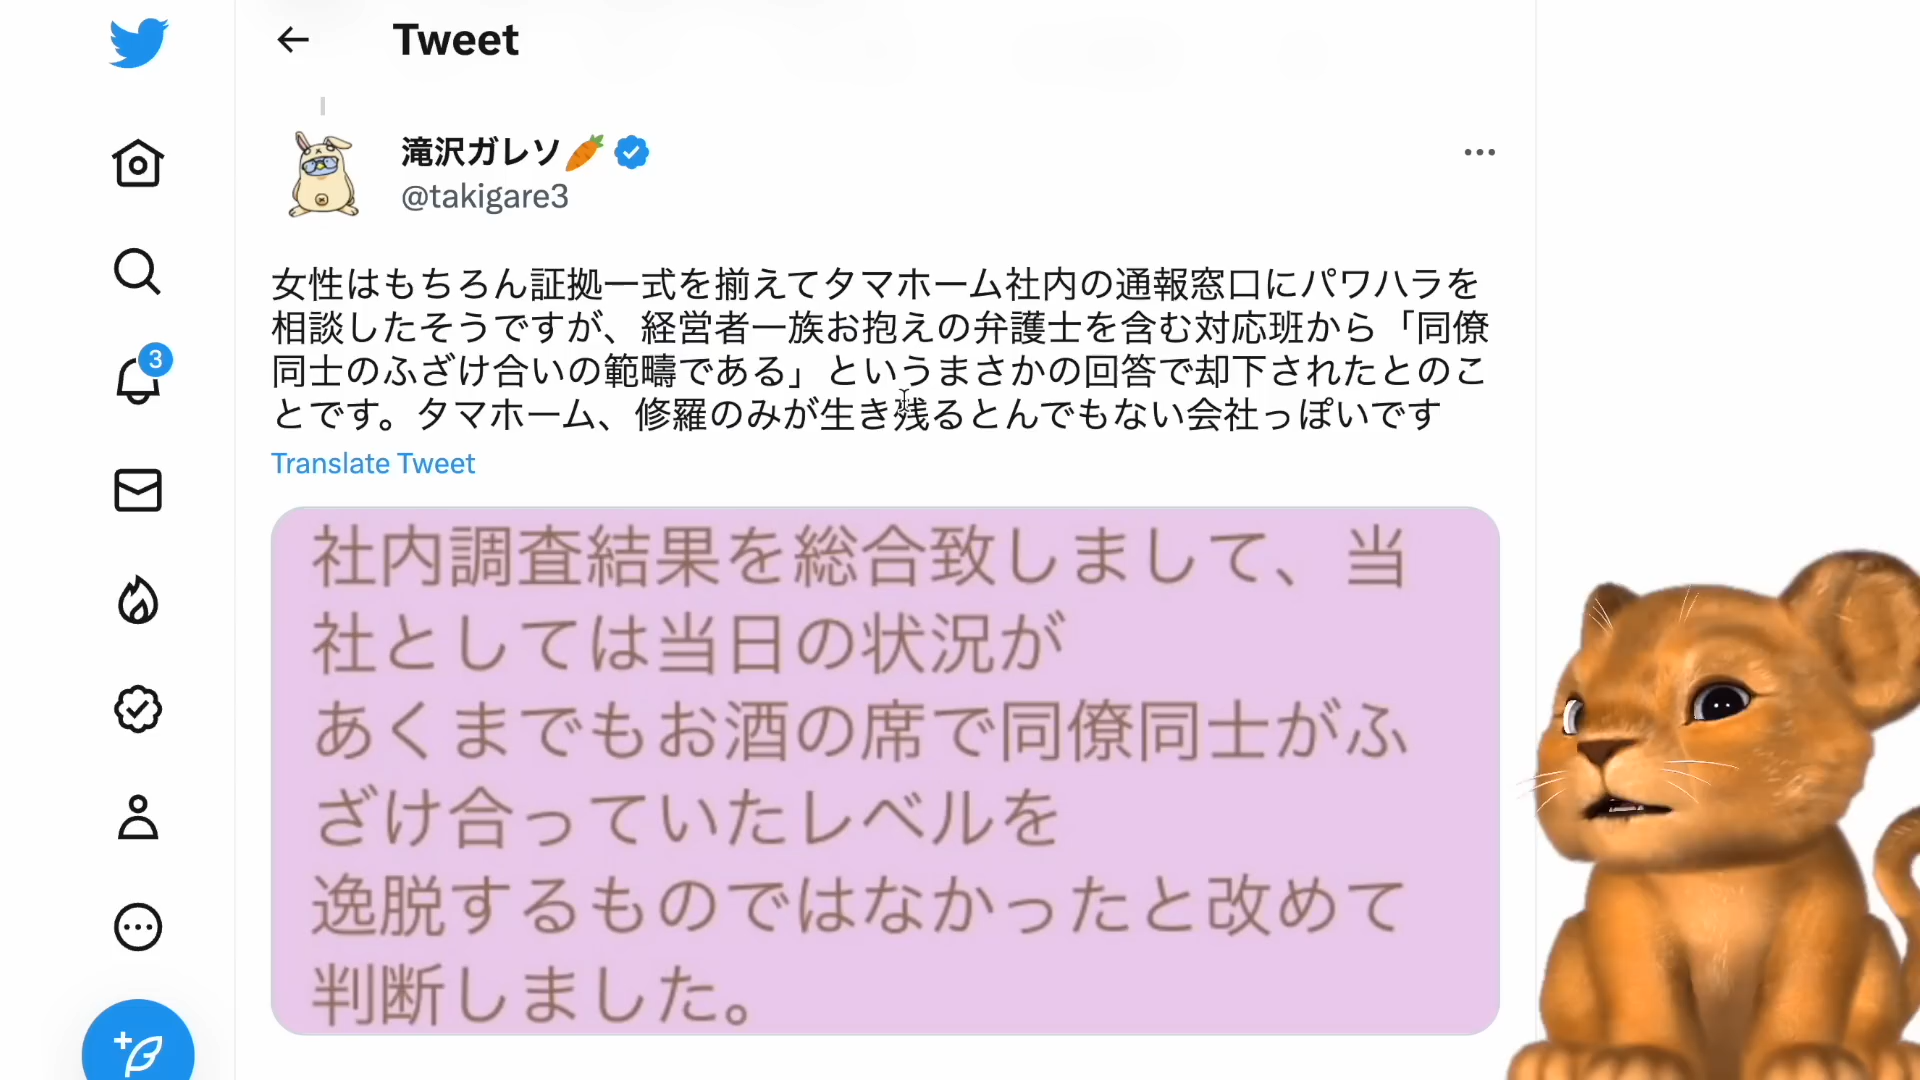 Tweet
滝沢ガレソ🥕
@takigare3
女性はもちろん証拠一式を揃えてタマホーム社内の通報窓口にパワハラを
相談したそうですが、経営者一族お抱えの弁護士を含む対応班から「同僚
同士のふざけ合いの範疇である」というまさかの回答で却下されたとのこ
とです。タマホーム、修羅のみが生き残るとんでもない会社っぽいです
Translate Tweet
3
社内調査結果を総合致しまして、当
社としては当日の状況が
あくまでもお酒の席で同僚同士がふ
ざけ合っていたレベルを
逸脱するものではなかったと改めて
判断しました。